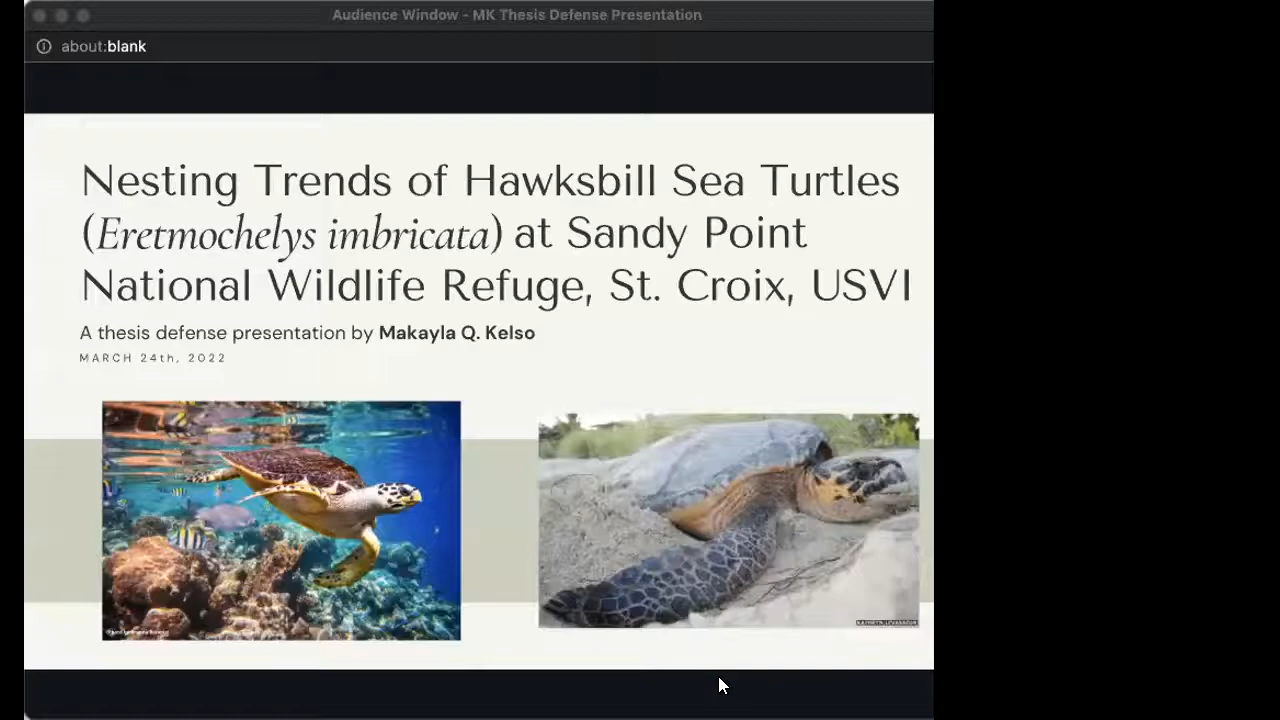 Audience Window - MK Thesis Defense Presentation
about:blank
Nesting Trends of Hawksbill Sea Turtles
(Eretmochelys imbricata) at Sandy Point
National Wildlife Refuge, St. Croix, USVI
A thesis defense presentation by Makayla Q. Kelso
MARCH 24th, 2022